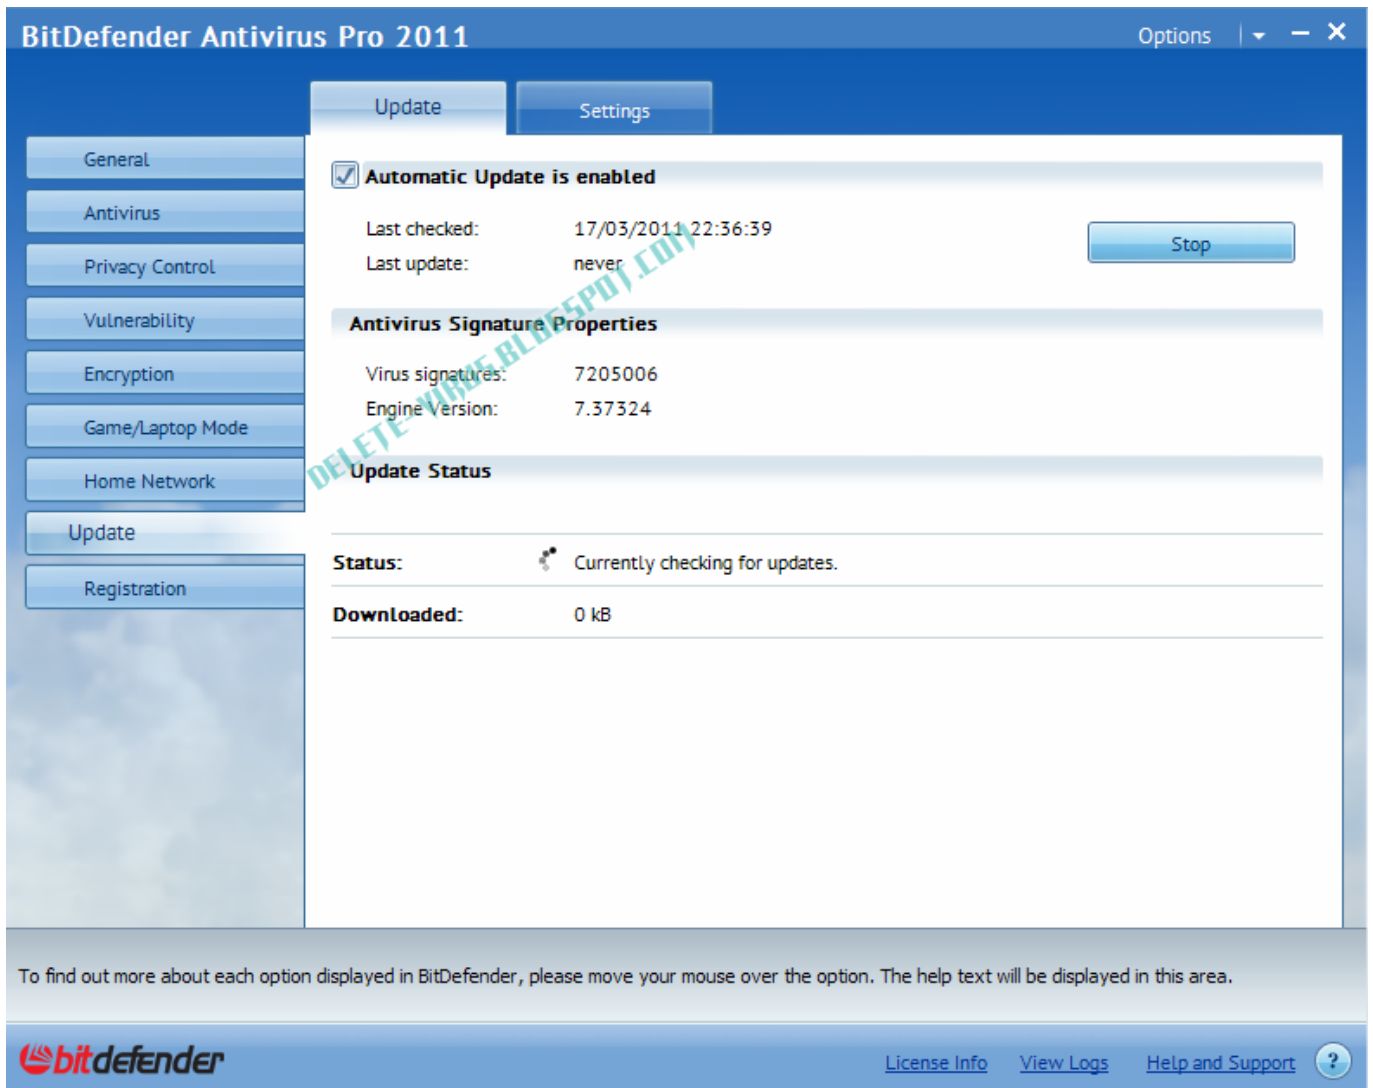 BitDefender Antivirus Pro 2011
Options
Update
Settings
General
Antivirus
Privacy Control
Vulnerability
Encryption
Game/Laptop Mode
Home Network
Update
Registration
Automatic Update is enabled
Last checked: 17/03/2011 22:36:39
Stop
Last update: never
Antivirus Signature Properties
Virus signatures: 7205006
Engine Version: 7.37324
Update Status
Status: Currently checking for updates.
Downloaded: 0 kB
DELETE-VIRUS.BLOGSPOT.COM
To find out more about each option displayed in BitDefender, please move your mouse over the option. The help text will be displayed in this area.
bitdefender
License Info View Logs Help and Support ?